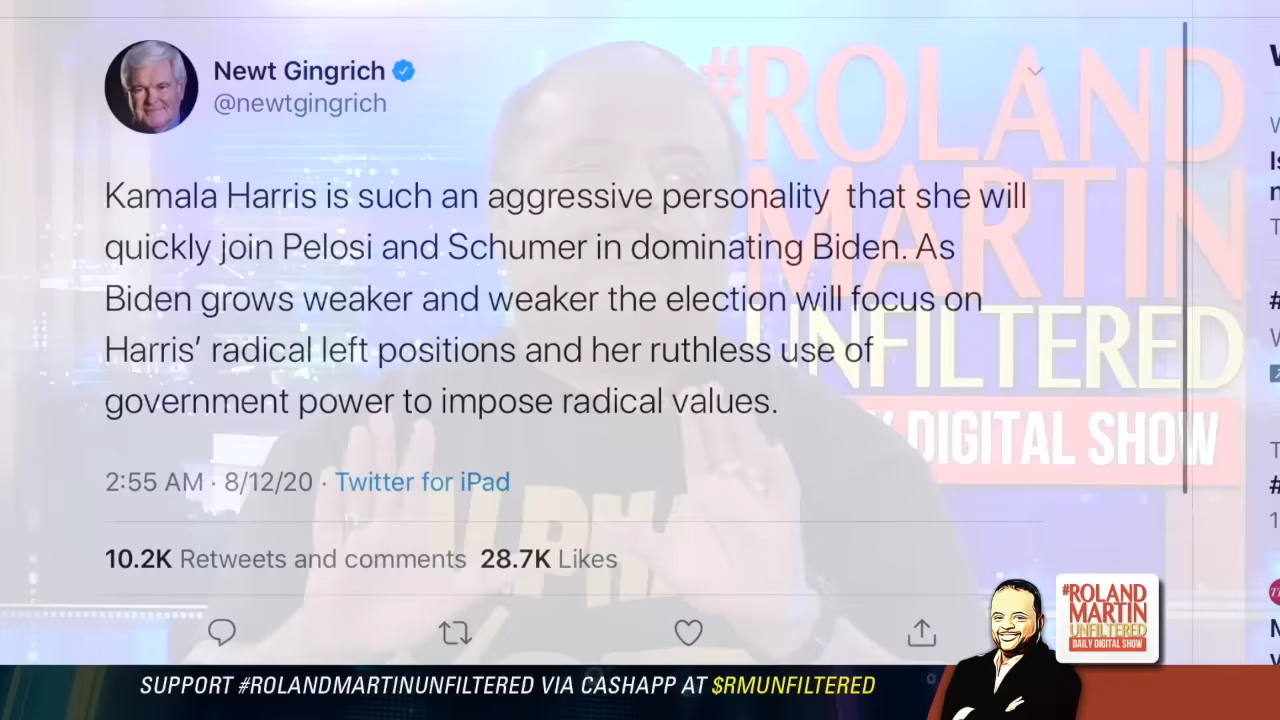 Newt Gingrich
@newtgingrich
Kamala Harris is such an aggressive personality  that she will
quickly join Pelosi and Schumer in dominating Biden. As
Biden grows weaker and weaker the election will focus on
Harris’ radical left positions and her ruthless use of
government power to impose radical values.
2:55 AM · 8/12/20 · Twitter for iPad
10.2K Retweets and comments 28.7K Likes
#ROLAND
MARTIN
UNFILTERED
DIGITAL SHOW
#ROLAND
MARTIN
UNFILTERED
DAILY DIGITAL SHOW
SUPPORT #ROLANDMARTINUNFILTERED VIA CASHAPP AT $RMUNFILTERED